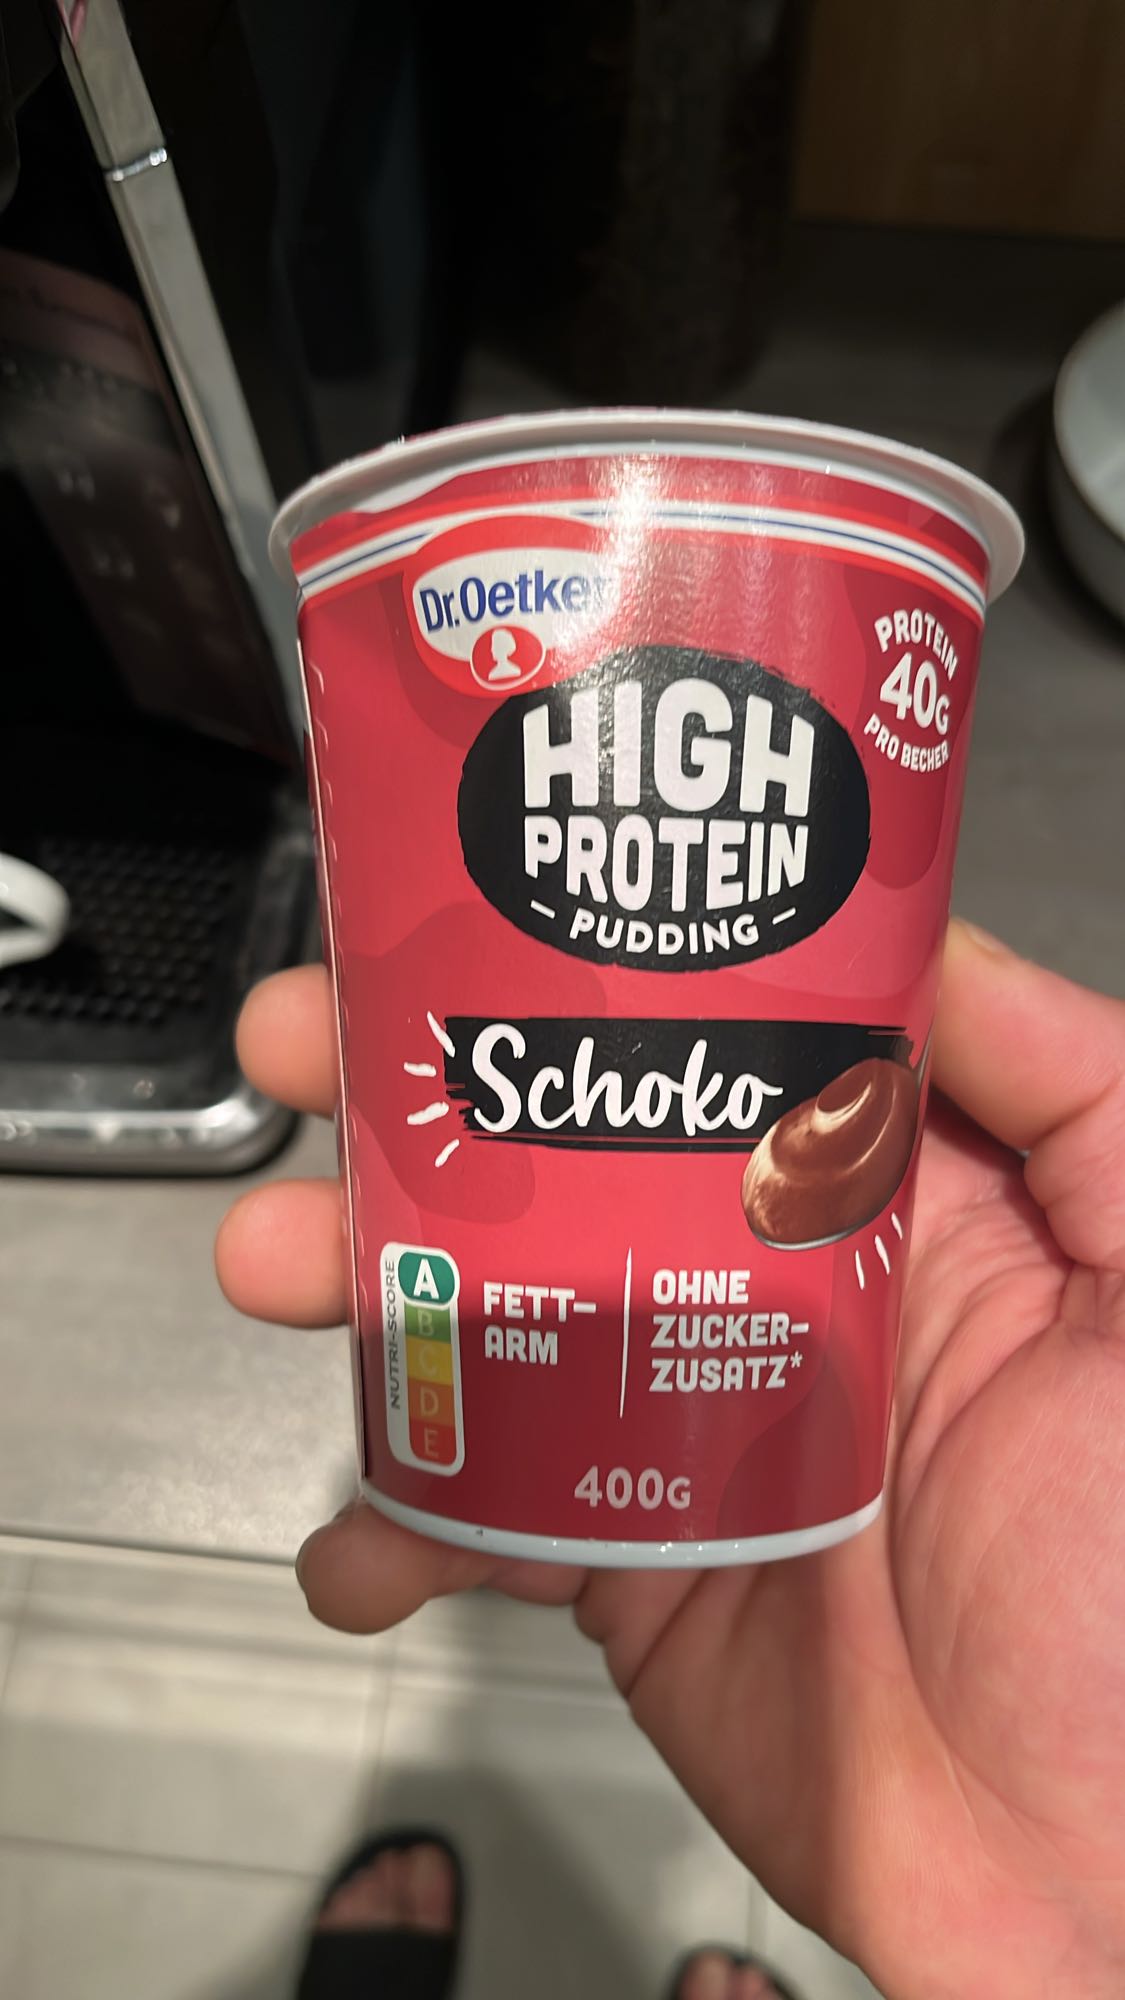 Dr.Oetker
PROTEIN
40G
PRO BECHER
HIGH
PROTEIN
– PUDDING –
Schoko
NUTRI-SCORE
A
B
C
D
E
FETT-
ARM
OHNE
ZUCKER-
ZUSATZ*
400G